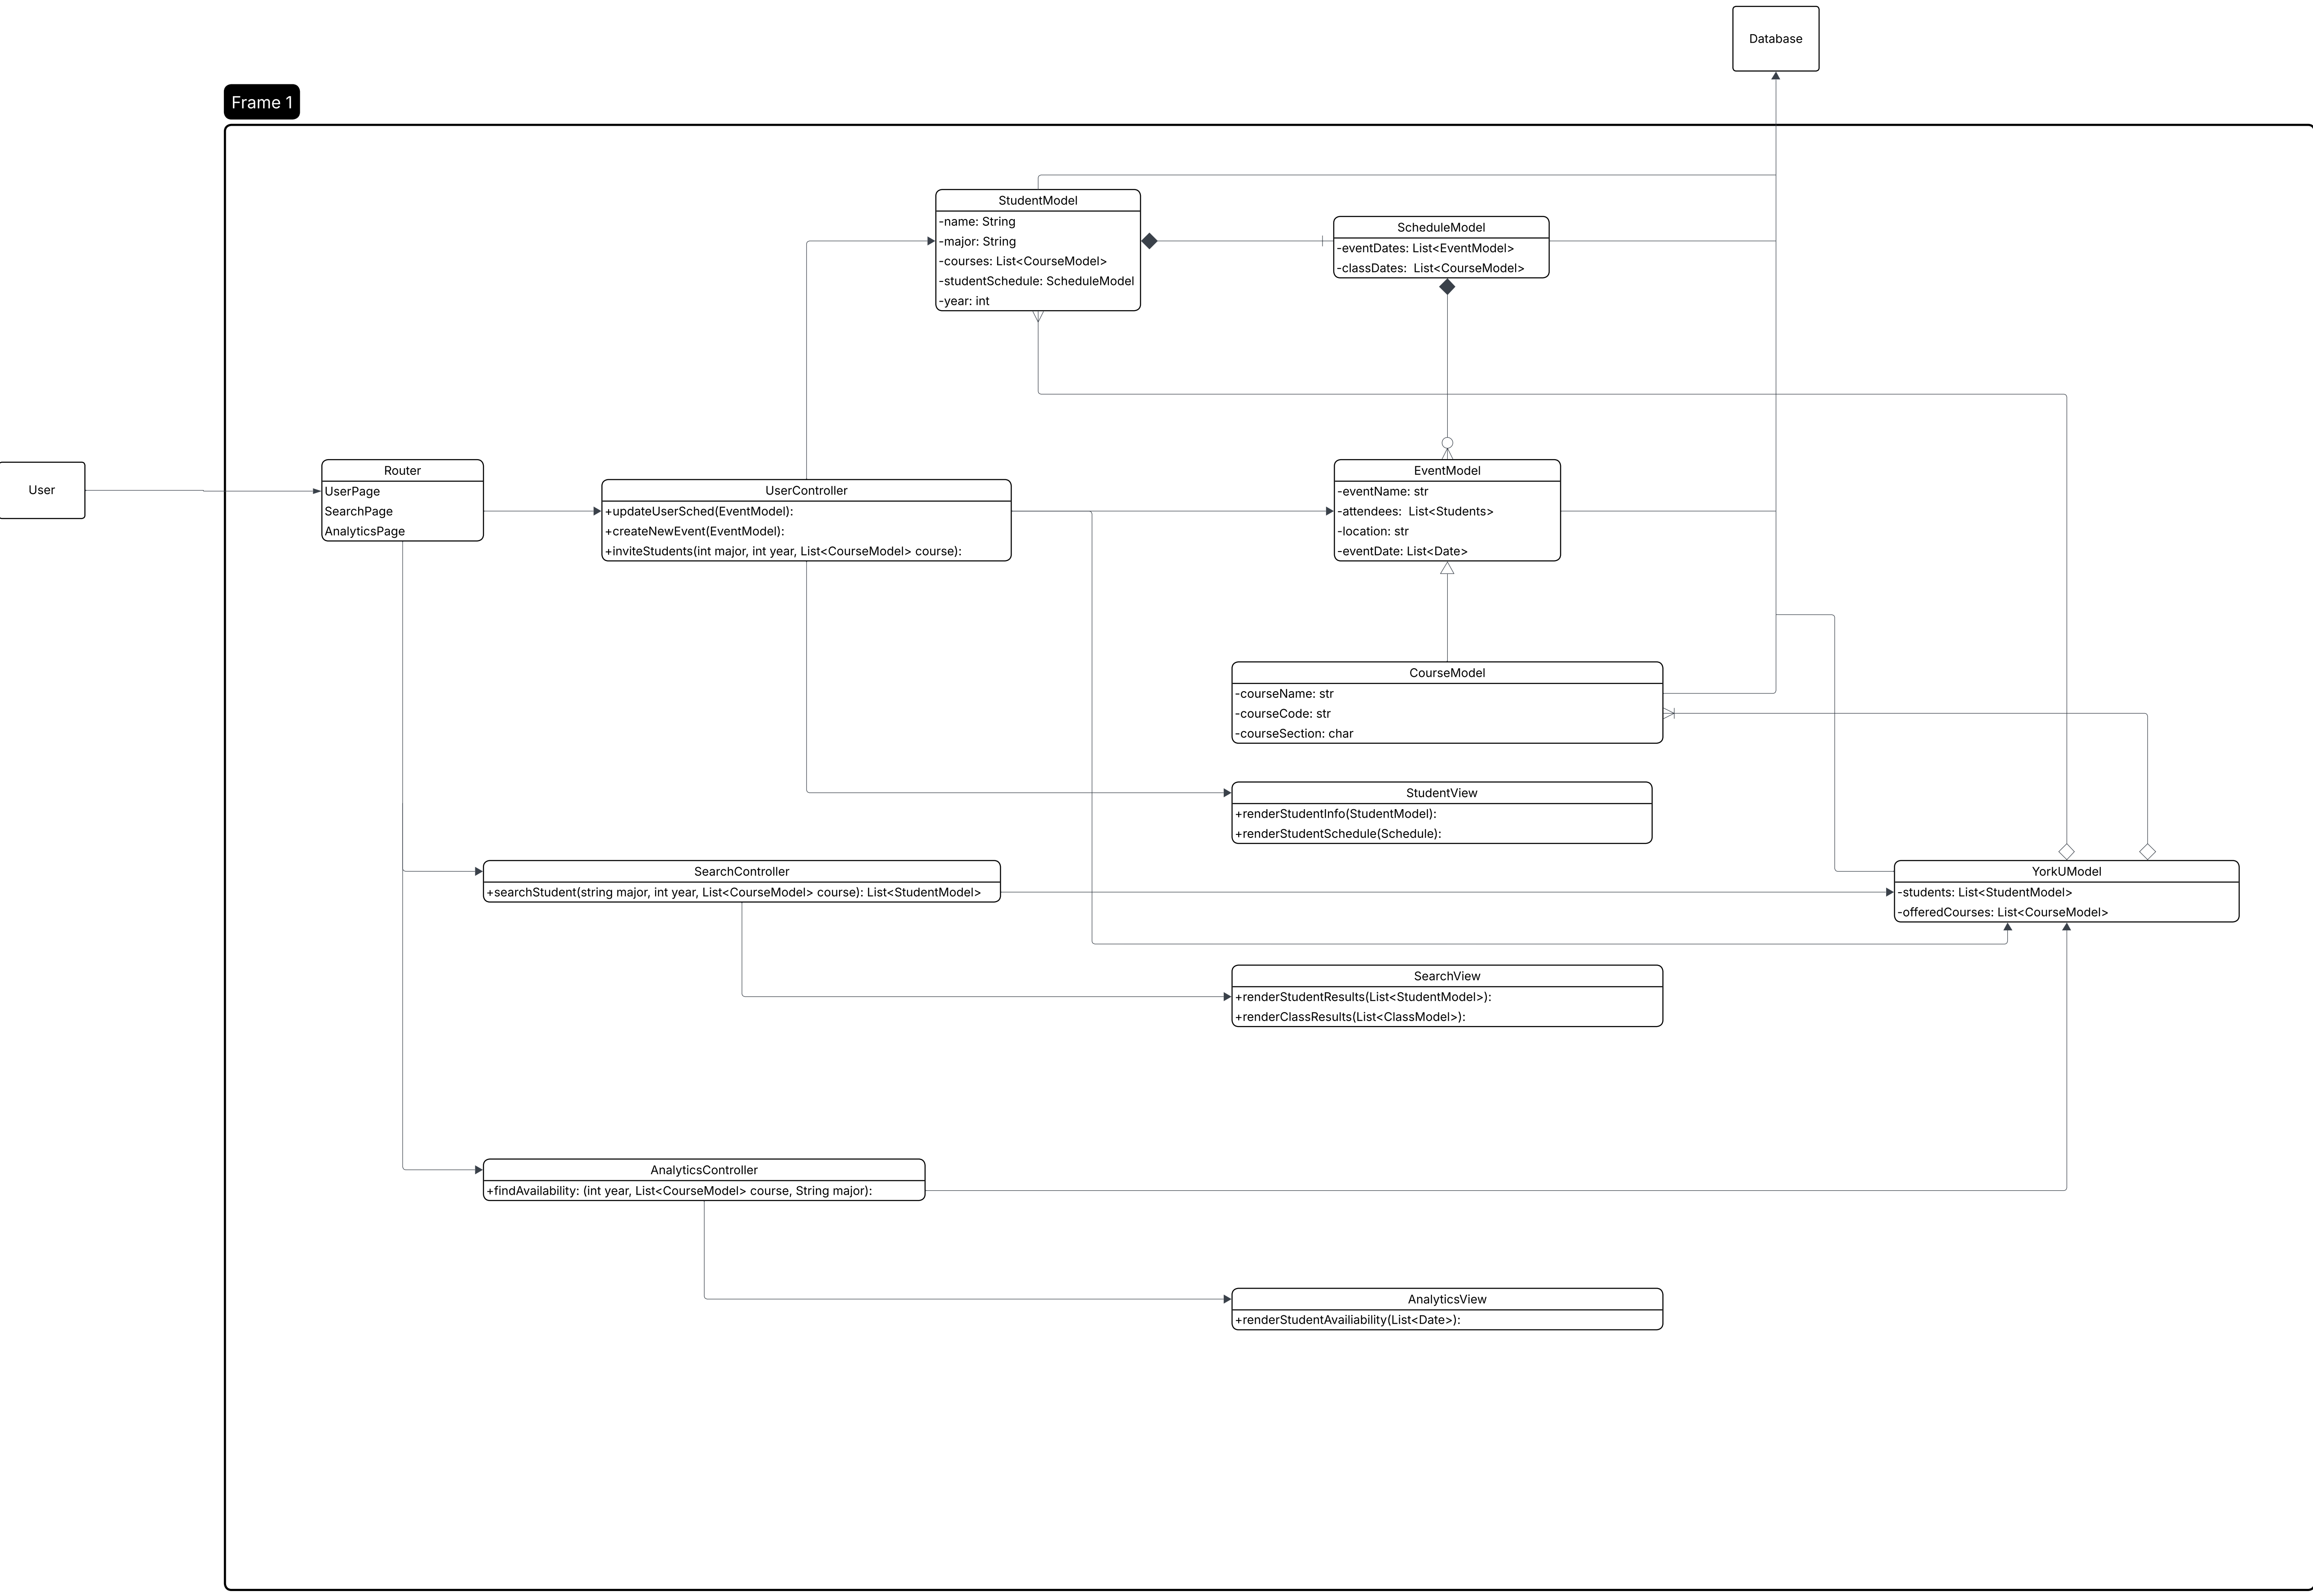 Database
Frame 1
StudentModel
-name: String
-major: String
-courses: List<CourseModel>
-studentSchedule: ScheduleModel
-year: int
ScheduleModel
-eventDates: List<EventModel>
-classDates:  List<CourseModel>
User
Router
UserPage
SearchPage
AnalyticsPage
UserController
+updateUserSched(EventModel):
+createNewEvent(EventModel):
+inviteStudents(int major, int year, List<CourseModel> course):
EventModel
-eventName: str
-attendees:  List<Students>
-location: str
-eventDate: List<Date>
CourseModel
-courseName: str
-courseCode: str
-courseSection: char
StudentView
+renderStudentInfo(StudentModel):
+renderStudentSchedule(Schedule):
SearchController
+searchStudent(string major, int year, List<CourseModel> course): List<StudentModel>
YorkUModel
-students: List<StudentModel>
-offeredCourses: List<CourseModel>
SearchView
+renderStudentResults(List<StudentModel>):
+renderClassResults(List<ClassModel>):
AnalyticsController
+findAvailability: (int year, List<CourseModel> course, String major):
AnalyticsView
+renderStudentAvailiability(List<Date>):